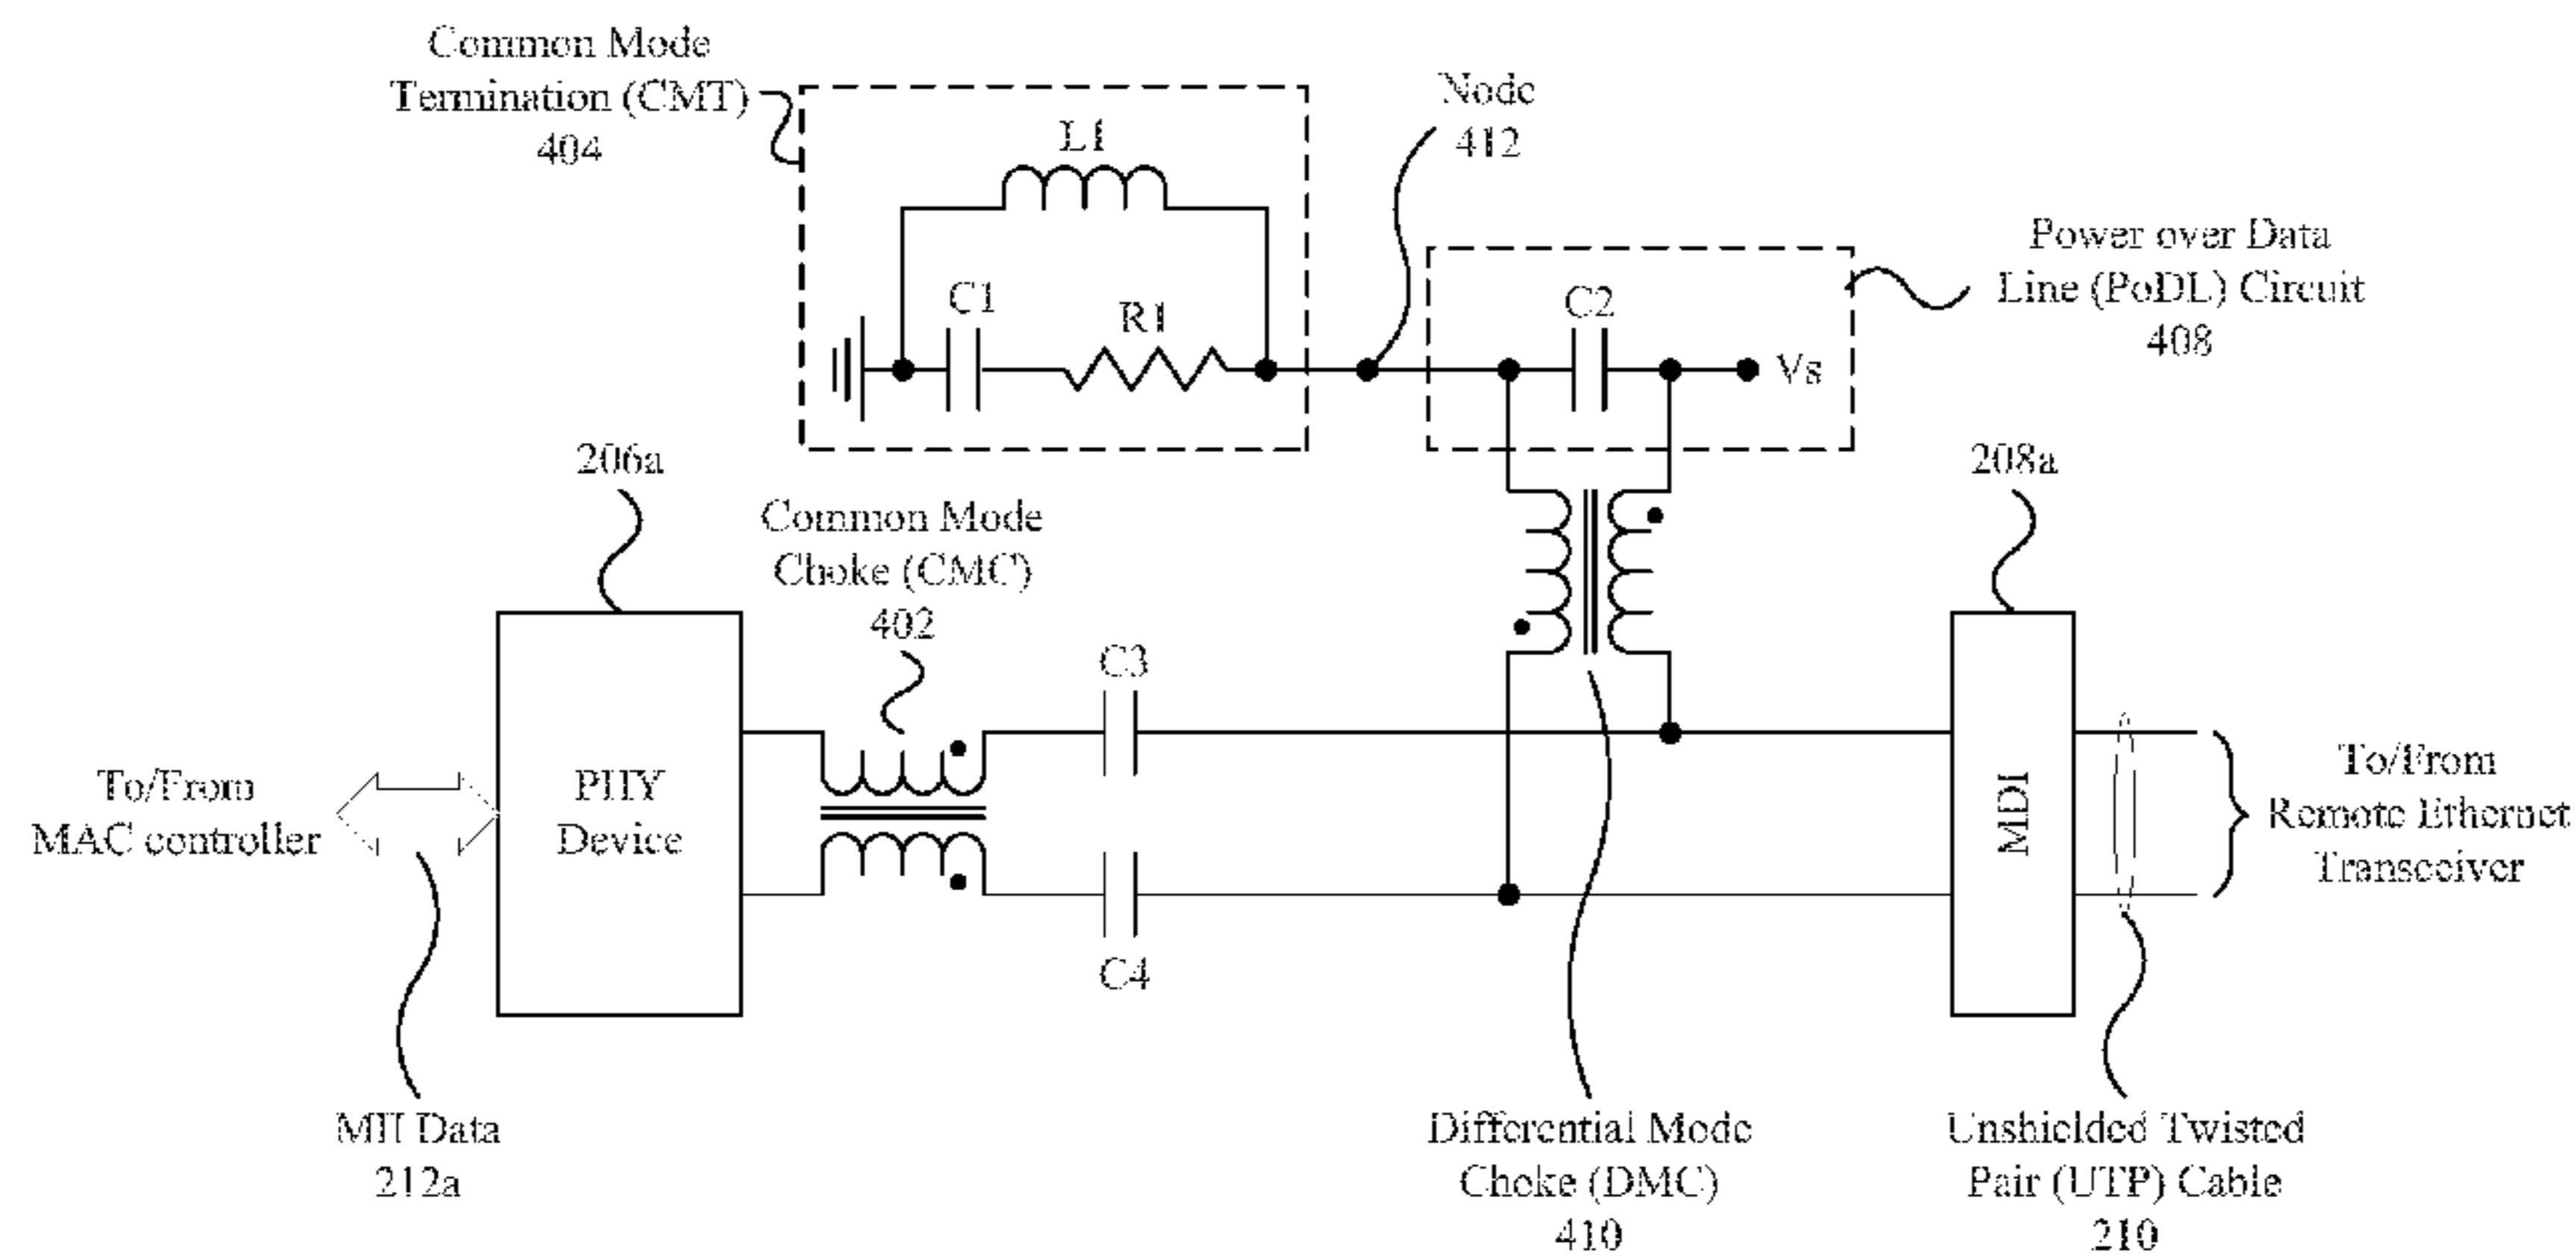 Common Mode
Termination (CMT)
404
L1
C1
R1
Node
412
C2
Vs
Power over Data
Line (PoDL) Circuit
408
206a
Common Mode
Choke (CMC)
402
208a
C3
C4
To/From
MAC controller
PHY
Device
MDI
To/From
Remote Ethernet
Transceiver
MII Data
212a
Differential Mode
Choke (DMC)
410
Unshielded Twisted
Pair (UTP) Cable
210